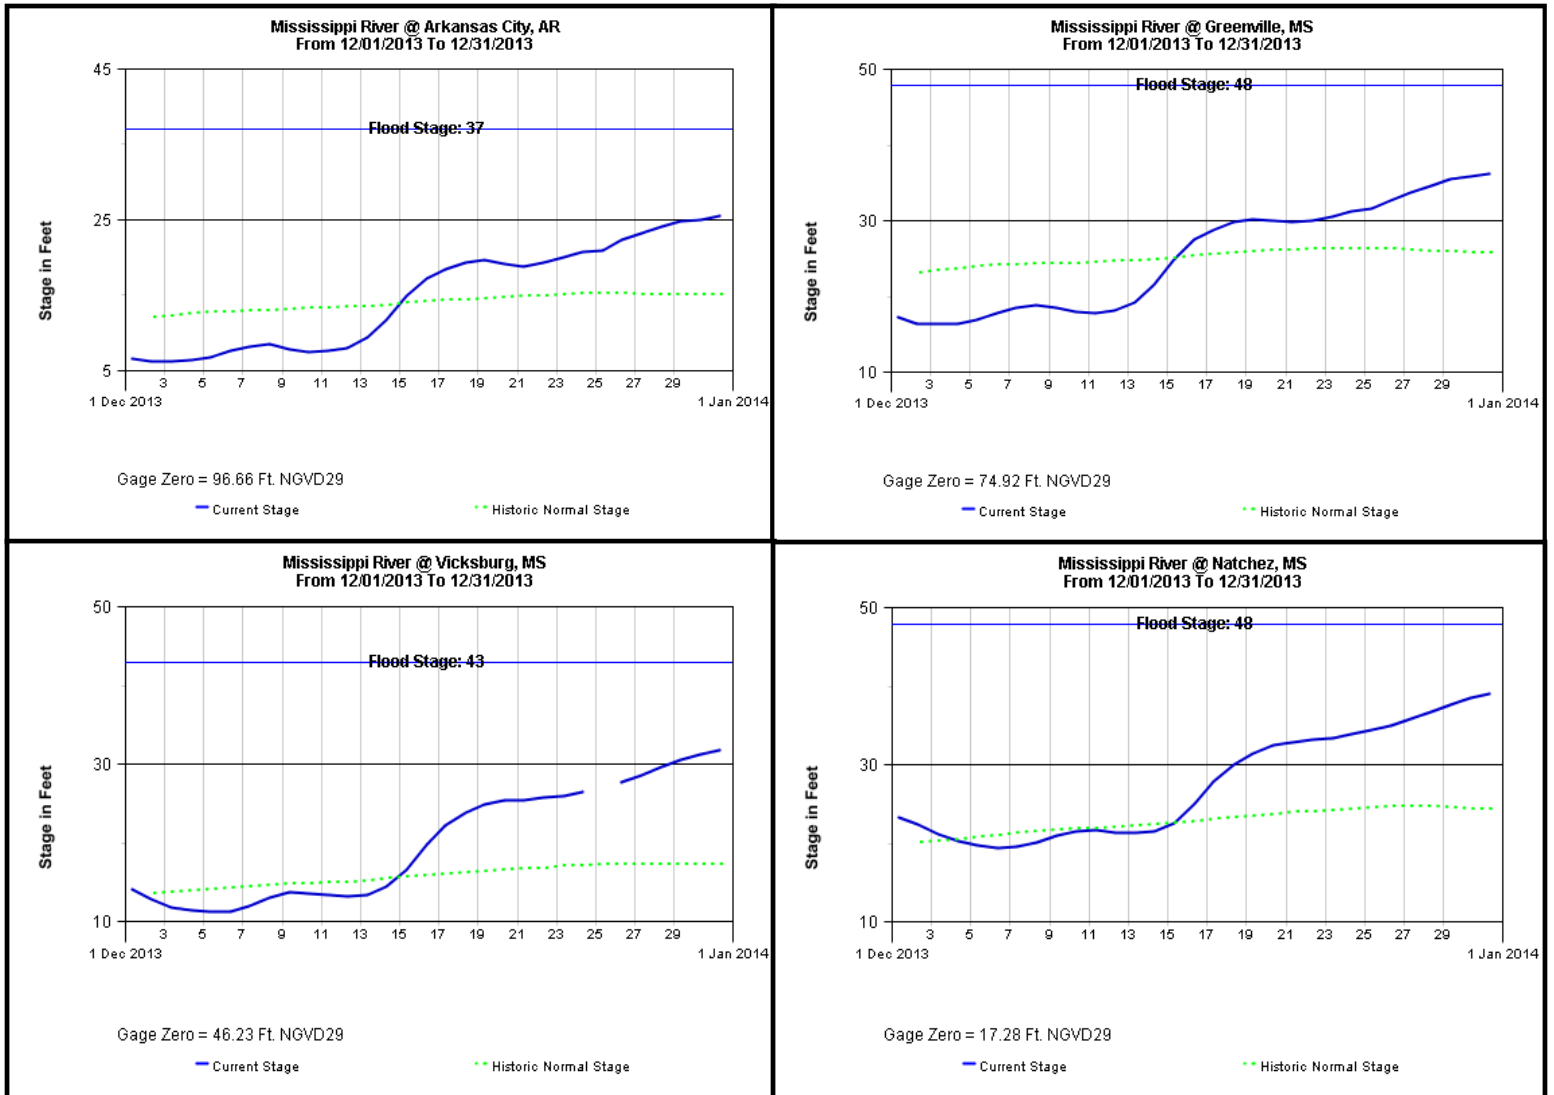 Mississippi River @ Arkansas City, AR
From 12/01/2013 To 12/31/2013
45
Flood Stage: 37
25
Stage in Feet
5
3 5 7 9 11 13 15 17 19 21 23 25 27 29
1 Dec 2013 1 Jan 2014
Gage Zero = 96.66 Ft. NGVD29
Current Stage Historic Normal Stage
Mississippi River @ Greenville, MS
From 12/01/2013 To 12/31/2013
50
Flood Stage: 48
30
Stage in Feet
10
3 5 7 9 11 13 15 17 19 21 23 25 27 29
1 Dec 2013 1 Jan 2014
Gage Zero = 74.92 Ft. NGVD29
Current Stage Historic Normal Stage
Mississippi River @ Vicksburg, MS
From 12/01/2013 To 12/31/2013
50
Flood Stage: 43
30
Stage in Feet
10
3 5 7 9 11 13 15 17 19 21 23 25 27 29
1 Dec 2013 1 Jan 2014
Gage Zero = 46.23 Ft. NGVD29
Current Stage Historic Normal Stage
Mississippi River @ Natchez, MS
From 12/01/2013 To 12/31/2013
50
Flood Stage: 48
30
Stage in Feet
10
3 5 7 9 11 13 15 17 19 21 23 25 27 29
1 Dec 2013 1 Jan 2014
Gage Zero = 17.28 Ft. NGVD29
Current Stage Historic Normal Stage